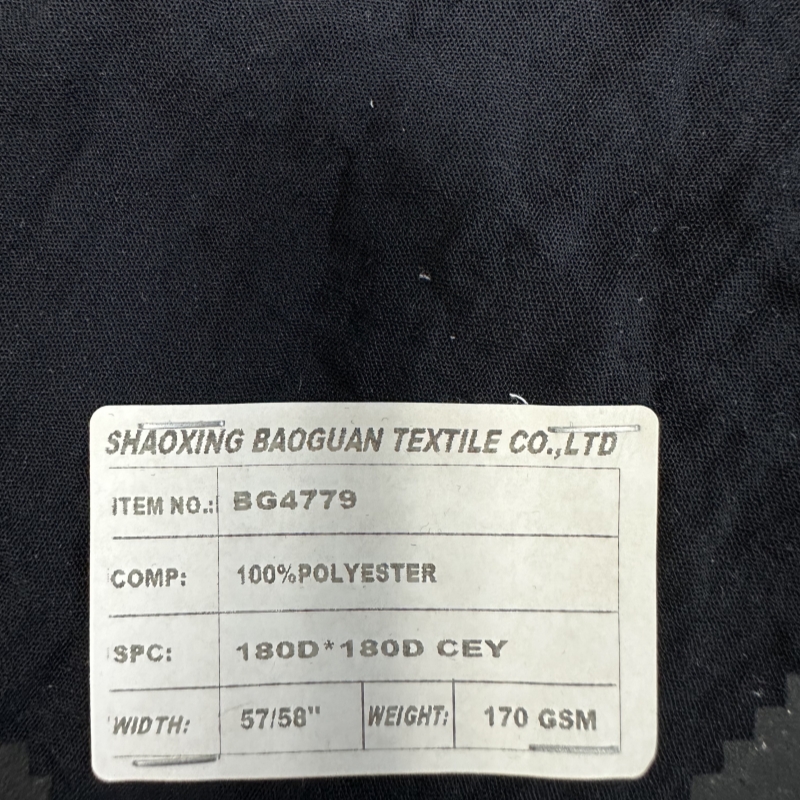 SHAOXING BAOGUAN TEXTILE CO.,LTD
ITEM NO.: BG4779
COMP: 100%POLYESTER
SPC: 180D*180D CEY
WIDTH: 57/58" WEIGHT: 170 GSM